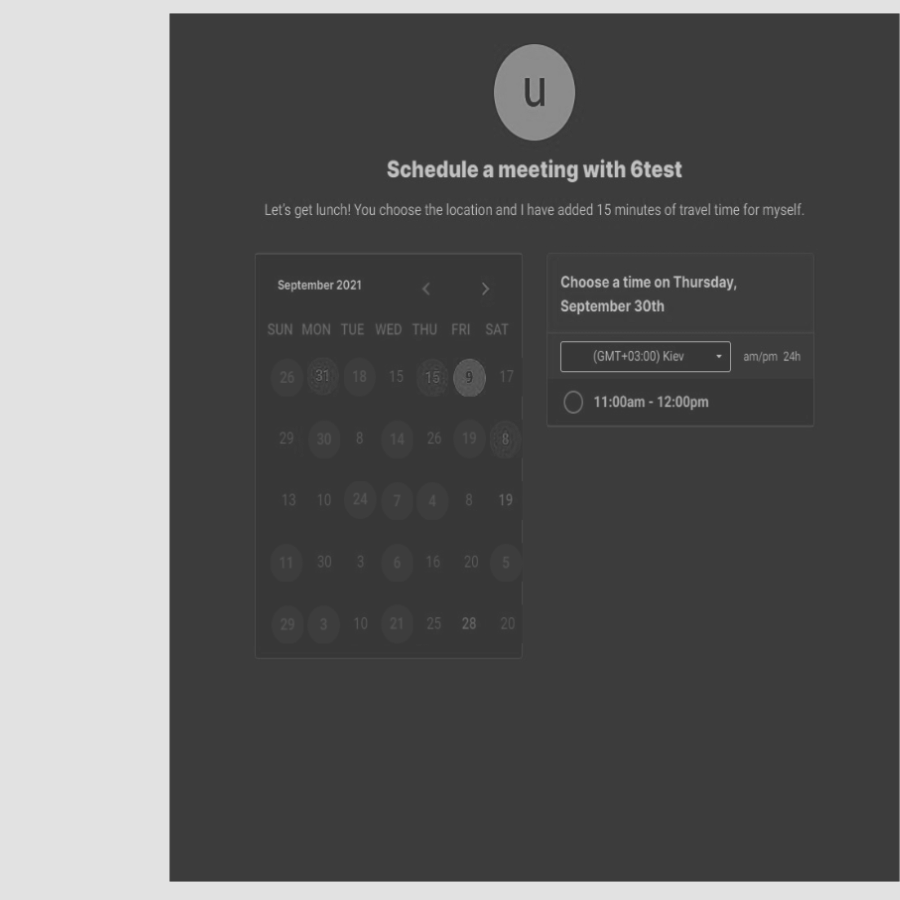 u
Schedule a meeting with 6test
Let's get lunch! You choose the location and I have added 15 minutes of travel time for myself.
September 2021
SUN MON TUE WED THU FRI SAT
26 31 18 15 15 9 17
29 30 8 14 26 19 8
13 10 24 7 4 8 19
11 30 3 6 16 20 5
29 3 10 21 25 28 20
Choose a time on Thursday,
September 30th
(GMT+03:00) Kiev am/pm 24h
11:00am - 12:00pm